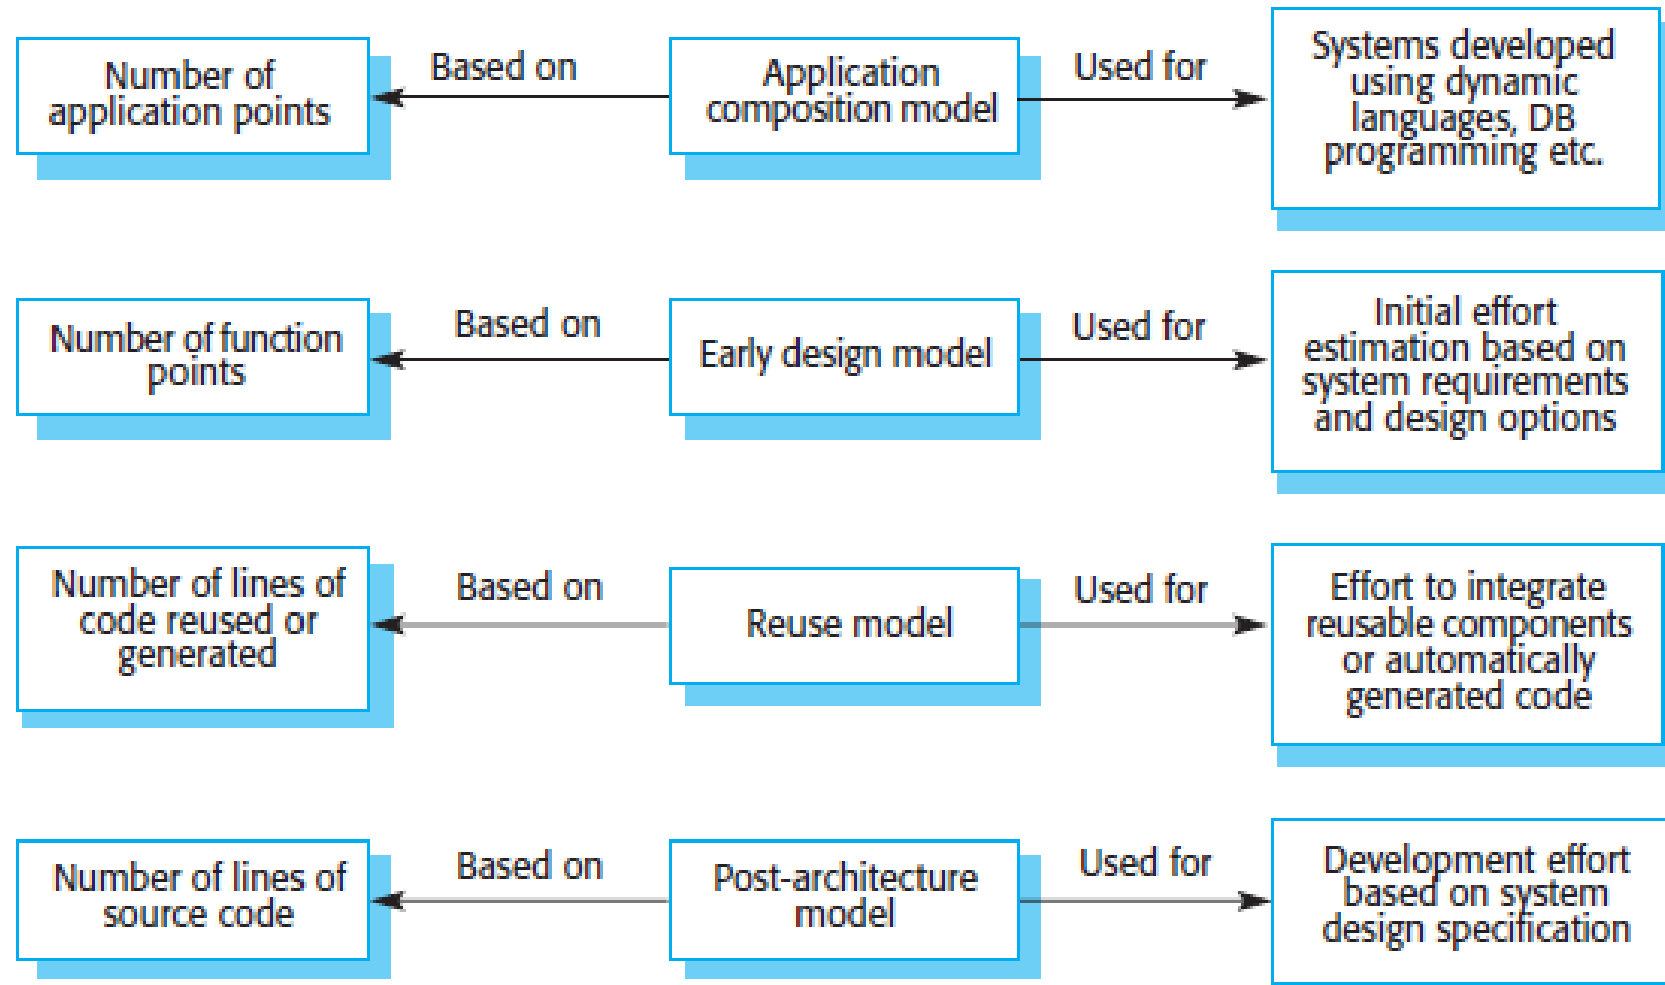 Number of
application points
Based on
Application
composition model
Used for
Systems developed
using dynamic
languages, DB
programming etc.
Number of function
points
Based on
Early design model
Used for
Initial effort
estimation based on
system requirements
and design options
Number of lines of
code reused or
generated
Based on
Reuse model
Used for
Effort to integrate
reusable components
or automatically
generated code
Number of lines of
source code
Based on
Post-architecture
model
Used for
Development effort
based on system
design specification